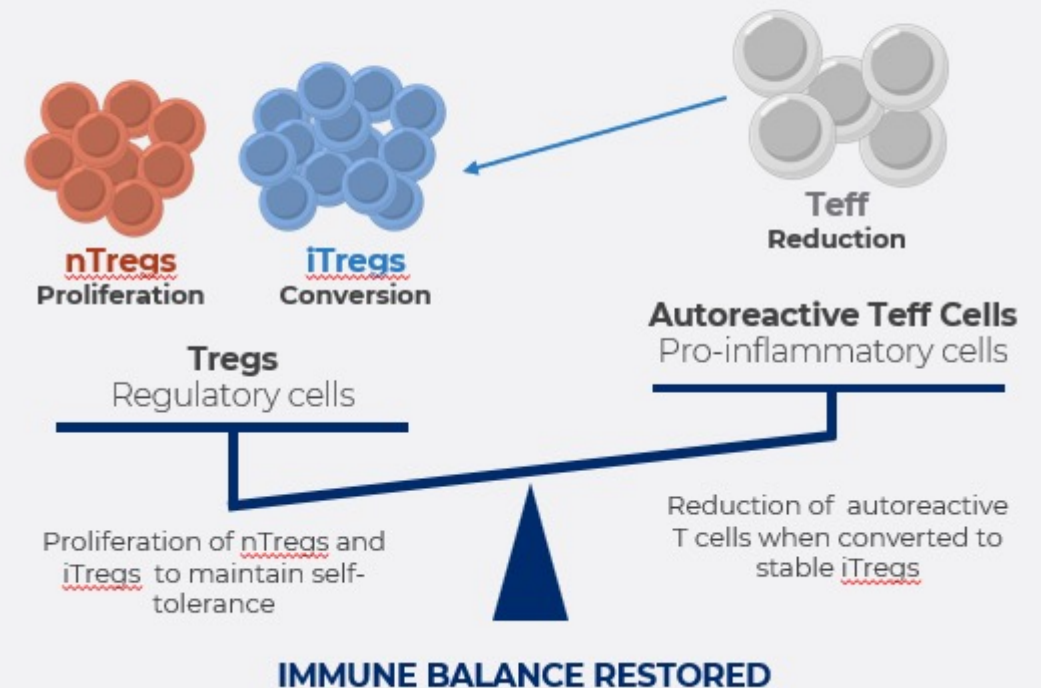 nTregs
Proliferation
iTregs
Conversion
Teff
Reduction
Tregs
Regulatory cells
Autoreactive Teff Cells
Pro-inflammatory cells
Proliferation of nTregs and
iTregs to maintain self-
tolerance
Reduction of autoreactive
T cells when converted to
stable iTregs
IMMUNE BALANCE RESTORED